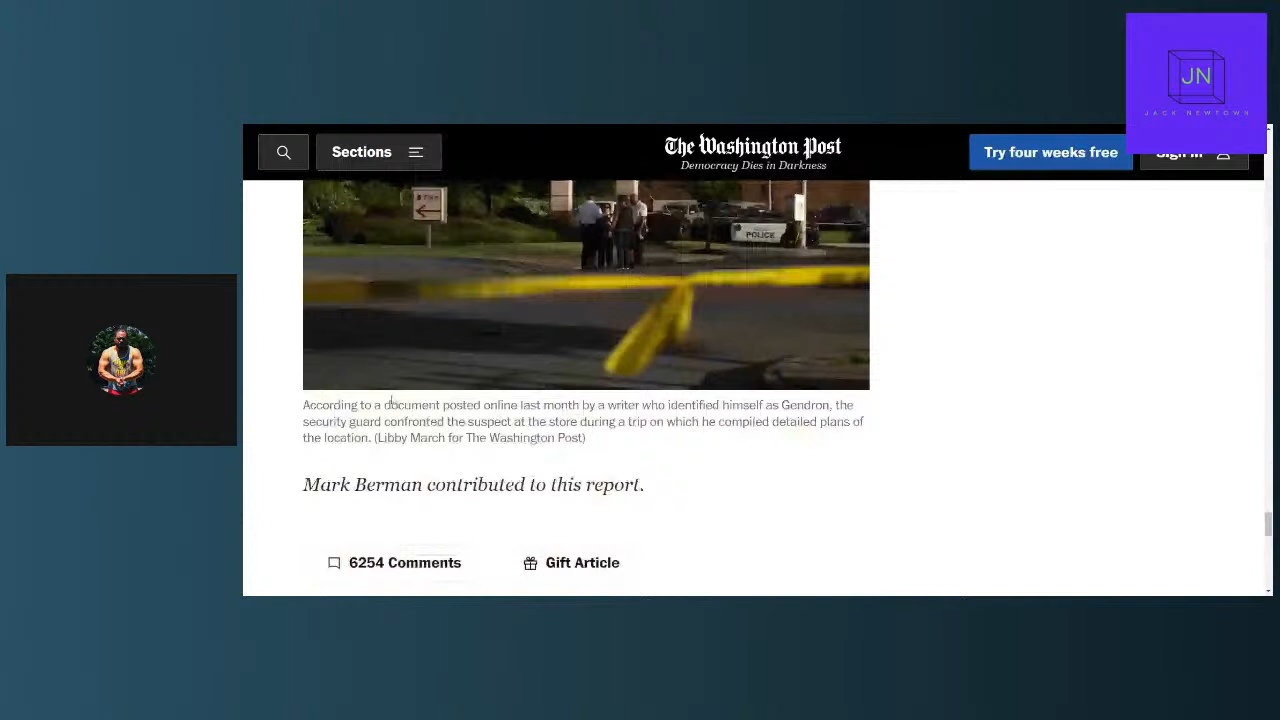 JN
JACK NEWTOWN
Sections
The Washington Post
Democracy Dies in Darkness
Try four weeks free
Sign in
POLICE
According to a document posted online last month by a writer who identified himself as Gendron, the
security guard confronted the suspect at the store during a trip on which he compiled detailed plans of
the location. (Libby March for The Washington Post)
Mark Berman contributed to this report.
6254 Comments
Gift Article